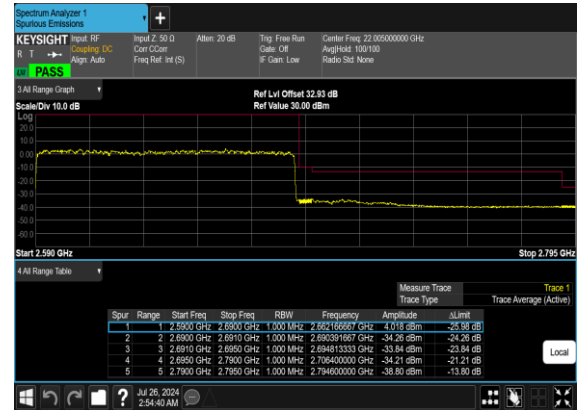 Spectrum Analyzer 1
Spurious Emissions
KEYSIGHT Input: RF Input Z: 50 Ω Atten: 20 dB Trig: Free Run Center Freq: 22.005000000 GHz
R T Coupling: DC Corr CCorr Gate: Off Avg|Hold: 100/100
Align: Auto Freq Ref: Int (S) IF Gain: Low Radio Std: None
PASS
3 All Range Graph
Ref Lvl Offset 32.93 dB
Scale/Div 10.0 dB Ref Value 30.00 dBm
Log
20.0
10.0
0.00
-10.0
-20.0
-30.0
-40.0
-50.0
-60.0
Start 2.590 GHz Stop 2.795 GHz
4 All Range Table
Measure Trace Trace 1
Trace Type Trace Average (Active)
Spur Range Start Freq Stop Freq RBW Frequency Amplitude ΔLimit
1 1 2.5900 GHz 2.6900 GHz 1.000 MHz 2.662166667 GHz 4.018 dBm -25.98 dB
2 2 2.6900 GHz 2.6910 GHz 1.000 MHz 2.690391667 GHz -34.26 dBm -24.26 dB
3 3 2.6910 GHz 2.6950 GHz 1.000 MHz 2.694813333 GHz -33.84 dBm -23.84 dB
4 4 2.6950 GHz 2.7900 GHz 1.000 MHz 2.706400000 GHz -34.21 dBm -21.21 dB
5 5 2.7900 GHz 2.7950 GHz 1.000 MHz 2.794600000 GHz -38.80 dBm -13.80 dB
Local
Jul 26, 2024
2:54:40 AM